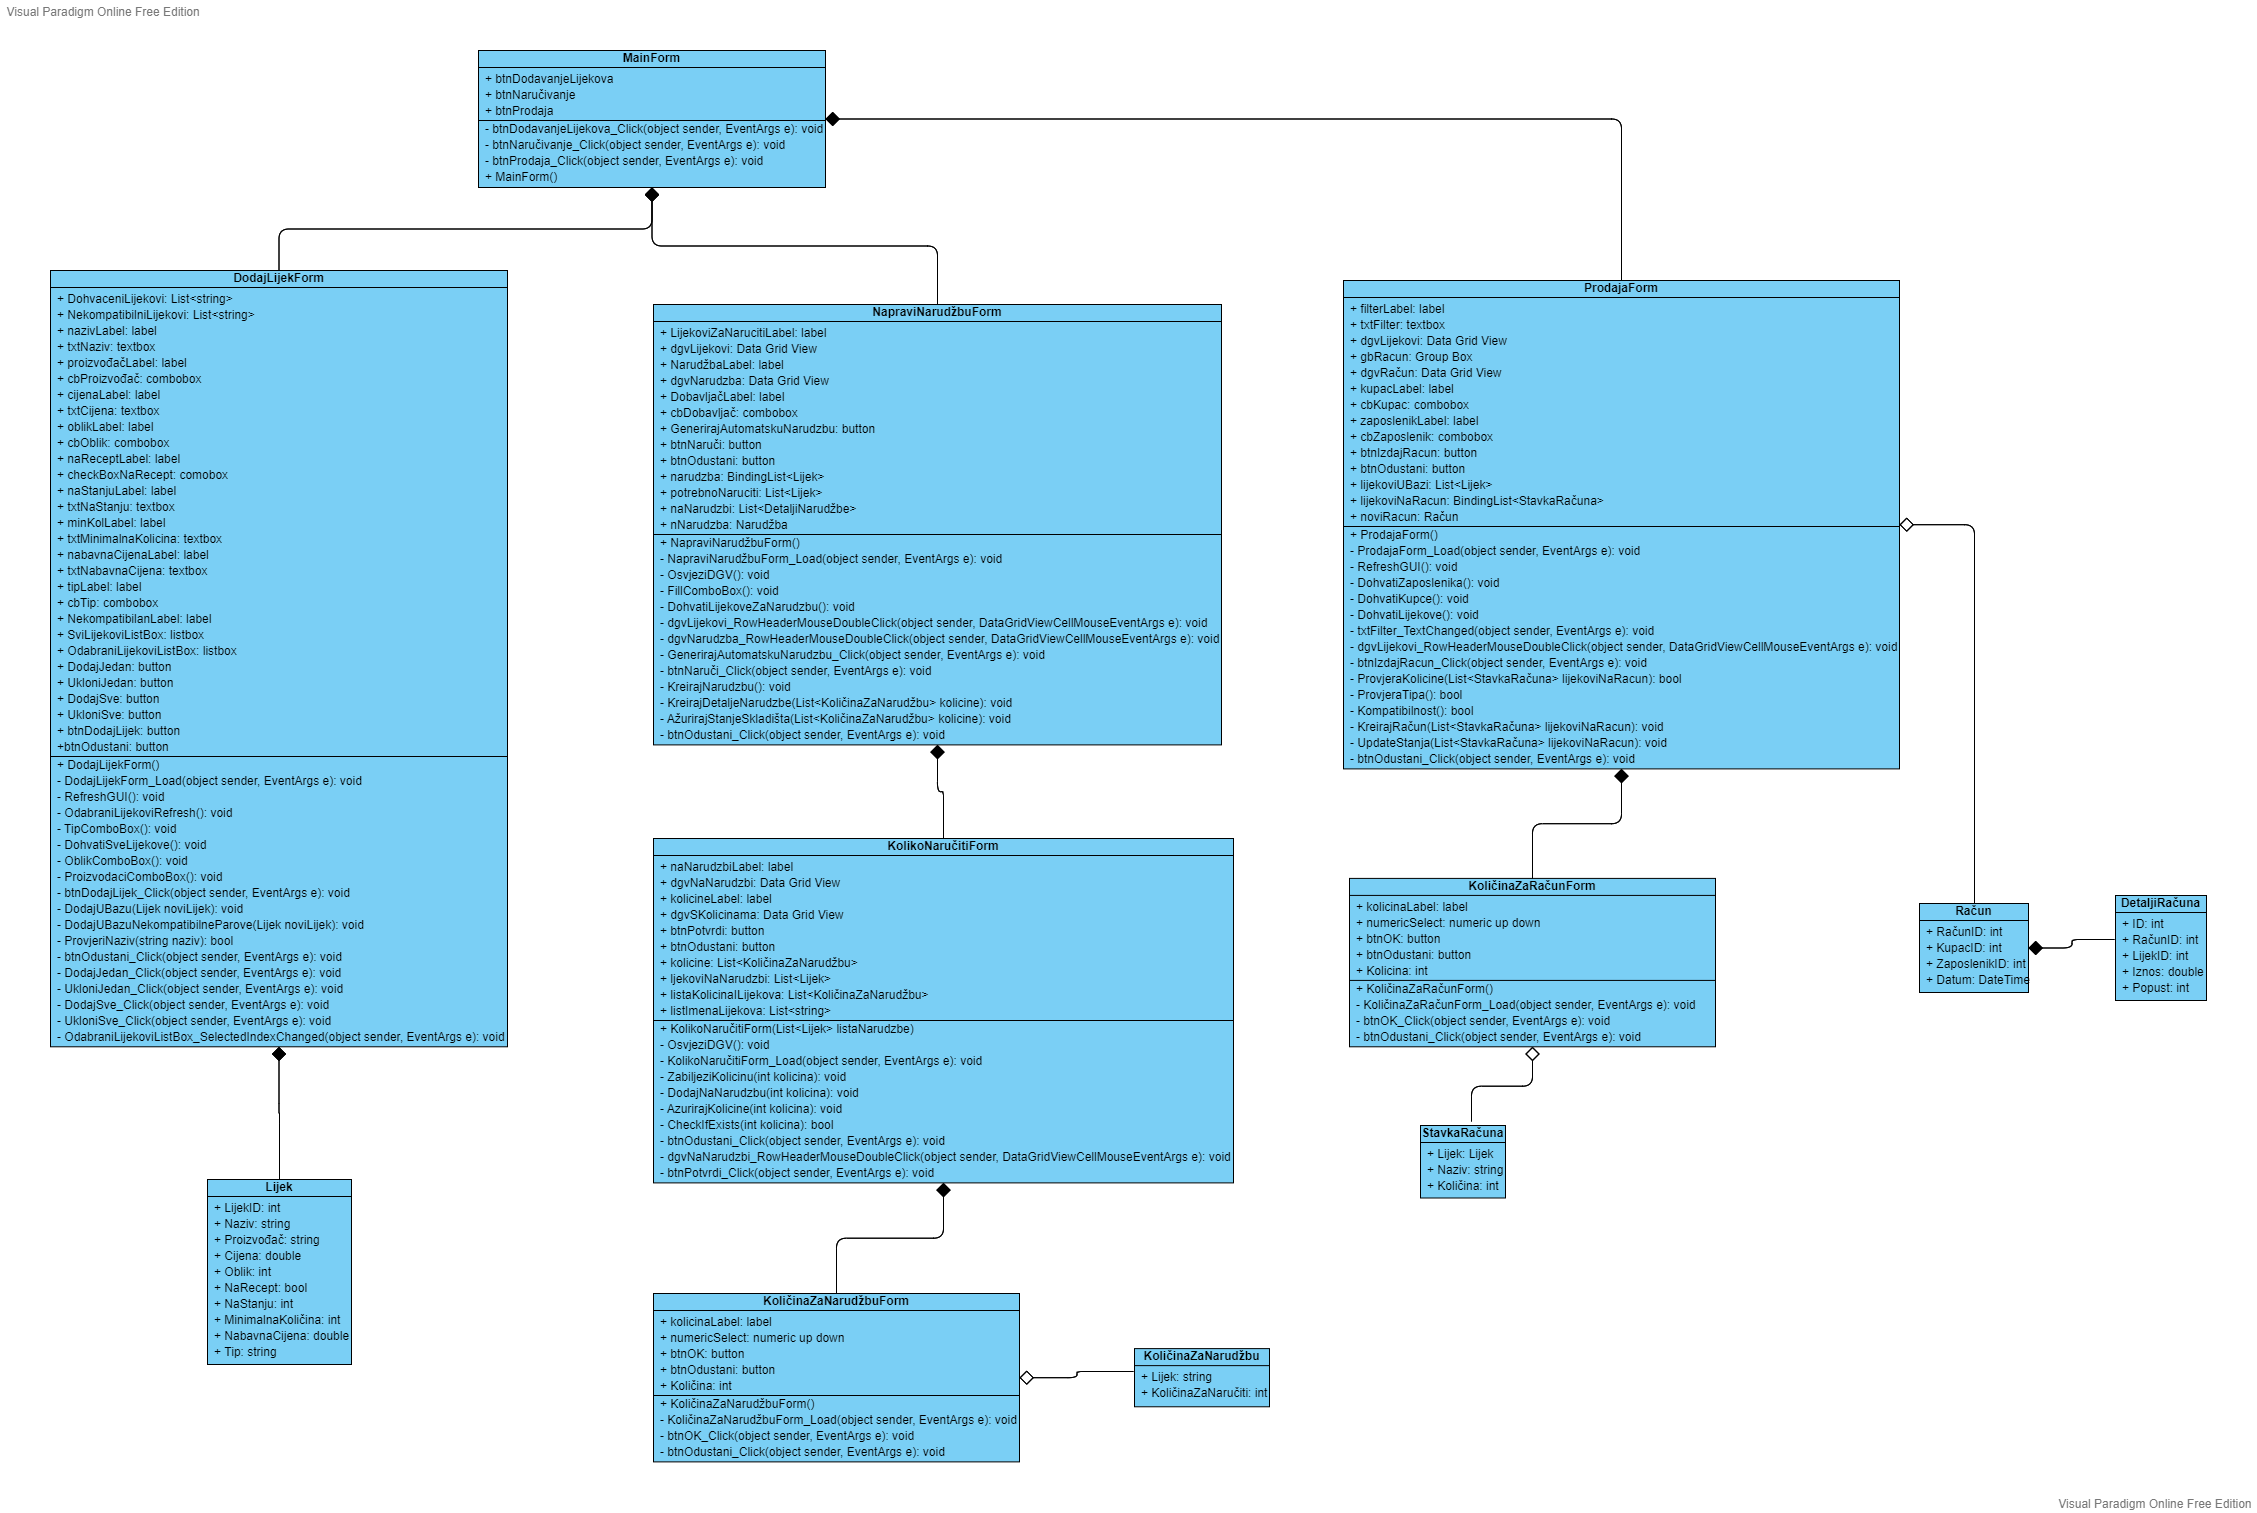 Visual Paradigm Online Free Edition
MainForm
+ btnDodavanjeLijekova
+ btnNaručivanje
+ btnProdaja
- btnDodavanjeLijekova_Click(object sender, EventArgs e): void
- btnNaručivanje_Click(object sender, EventArgs e): void
- btnProdaja_Click(object sender, EventArgs e): void
+ MainForm()
DodajLijekForm
+ DohvaceniLijekovi: List<string>
+ NekompatibilniLijekovi: List<string>
+ nazivLabel: label
+ txtNaziv: textbox
+ proizvođačLabel: label
+ cbProizvođač: combobox
+ cijenaLabel: label
+ txtCijena: textbox
+ oblikLabel: label
+ cbOblik: combobox
+ naReceptLabel: label
+ checkBoxNaRecept: comobox
+ naStanjuLabel: label
+ txtNaStanju: textbox
+ minKolLabel: label
+ txtMinimalnaKolicina: textbox
+ nabavnaCijenaLabel: label
+ txtNabavnaCijena: textbox
+ tipLabel: label
+ cbTip: combobox
+ NekompatibilanLabel: label
+ SviLijekoviListBox: listbox
+ OdabraniLijekoviListBox: listbox
+ DodajJedan: button
+ UkloniJedan: button
+ DodajSve: button
+ UkloniSve: button
+ btnDodajLijek: button
+btnOdustani: button
+ DodajLijekForm()
- DodajLijekForm_Load(object sender, EventArgs e): void
- RefreshGUI(): void
- OdabraniLijekoviRefresh(): void
- TipComboBox(): void
- DohvatiSveLijekove(): void
- OblikComboBox(): void
- ProizvodaciComboBox(): void
- btnDodajLijek_Click(object sender, EventArgs e): void
- DodajUBazu(Lijek noviLijek): void
- DodajUBazuNekompatibilneParove(Lijek noviLijek): void
- ProvjeriNaziv(string naziv): bool
- btnOdustani_Click(object sender, EventArgs e): void
- DodajJedan_Click(object sender, EventArgs e): void
- UkloniJedan_Click(object sender, EventArgs e): void
- DodajSve_Click(object sender, EventArgs e): void
- UkloniSve_Click(object sender, EventArgs e): void
- OdabraniLijekoviListBox_SelectedIndexChanged(object sender, EventArgs e): void
NapraviNarudžbuForm
+ LijekoviZaNarucitiLabel: label
+ dgvLijekovi: Data Grid View
+ NarudžbaLabel: label
+ dgvNarudzba: Data Grid View
+ DobavljačLabel: label
+ cbDobavljač: combobox
+ GenerirajAutomatskuNarudzbu: button
+ btnNaruči: button
+ btnOdustani: button
+ narudzba: BindingList<Lijek>
+ potrebnoNaruciti: List<Lijek>
+ naNarudzbi: List<DetaljiNarudžbe>
+ nNarudzba: Narudžba
+ NapraviNarudžbuForm()
- NapraviNarudžbuForm_Load(object sender, EventArgs e): void
- OsvjeziDGV(): void
- FillComboBox(): void
- DohvatiLijekoveZaNarudzbu(): void
- dgvLijekovi_RowHeaderMouseDoubleClick(object sender, DataGridViewCellMouseEventArgs e): void
- dgvNarudzba_RowHeaderMouseDoubleClick(object sender, DataGridViewCellMouseEventArgs e): void
- GenerirajAutomatskuNarudzbu_Click(object sender, EventArgs e): void
- btnNaruči_Click(object sender, EventArgs e): void
- KreirajNarudzbu(): void
- KreirajDetaljeNarudzbe(List<KoličinaZaNarudžbu> kolicine): void
- AžurirajStanjeSkladišta(List<KoličinaZaNarudžbu> kolicine): void
- btnOdustani_Click(object sender, EventArgs e): void
ProdajaForm
+ filterLabel: label
+ txtFilter: textbox
+ dgvLijekovi: Data Grid View
+ gbRacun: Group Box
+ dgvRačun: Data Grid View
+ kupacLabel: label
+ cbKupac: combobox
+ zaposlenikLabel: label
+ cbZaposlenik: combobox
+ btnIzdajRacun: button
+ btnOdustani: button
+ lijekoviUBazi: List<Lijek>
+ lijekoviNaRacun: BindingList<StavkaRačuna>
+ noviRacun: Račun
+ ProdajaForm()
- ProdajaForm_Load(object sender, EventArgs e): void
- RefreshGUI(): void
- DohvatiZaposlenika(): void
- DohvatiKupce(): void
- DohvatiLijekove(): void
- txtFilter_TextChanged(object sender, EventArgs e): void
- dgvLijekovi_RowHeaderMouseDoubleClick(object sender, DataGridViewCellMouseEventArgs e): void
- btnIzdajRacun_Click(object sender, EventArgs e): void
- ProvjeraKolicine(List<StavkaRačuna> lijekoviNaRacun): bool
- ProvjeraTipa(): bool
- Kompatibilnost(): bool
- KreirajRačun(List<StavkaRačuna> lijekoviNaRacun): void
- UpdateStanja(List<StavkaRačuna> lijekoviNaRacun): void
- btnOdustani_Click(object sender, EventArgs e): void
KolikoNaručitiForm
+ naNarudzbiLabel: label
+ dgvNaNarudzbi: Data Grid View
+ kolicineLabel: label
+ dgvSKolicinama: Data Grid View
+ btnPotvrdi: button
+ btnOdustani: button
+ kolicine: List<KoličinaZaNarudžbu>
+ ljekoviNaNarudzbi: List<Lijek>
+ listaKolicinaILijekova: List<KoličinaZaNarudžbu>
+ listImenaLijekova: List<string>
+ KolikoNaručitiForm(List<Lijek> listaNarudzbe)
- OsvjeziDGV(): void
- KolikoNaručitiForm_Load(object sender, EventArgs e): void
- ZabiljeziKolicinu(int kolicina): void
- DodajNaNarudzbu(int kolicina): void
- AzurirajKolicine(int kolicina): void
- CheckIfExists(int kolicina): bool
- btnOdustani_Click(object sender, EventArgs e): void
- dgvNaNarudzbi_RowHeaderMouseDoubleClick(object sender, DataGridViewCellMouseEventArgs e): void
- btnPotvrdi_Click(object sender, EventArgs e): void
KoličinaZaRačunForm
+ kolicinaLabel: label
+ numericSelect: numeric up down
+ btnOK: button
+ btnOdustani: button
+ Kolicina: int
+ KoličinaZaRačunForm()
- KoličinaZaRačunForm_Load(object sender, EventArgs e): void
- btnOK_Click(object sender, EventArgs e): void
- btnOdustani_Click(object sender, EventArgs e): void
Račun
+ RačunID: int
+ KupacID: int
+ ZaposlenikID: int
+ Datum: DateTime
DetaljiRačuna
+ ID: int
+ RačunID: int
+ LijekID: int
+ Iznos: double
+ Popust: int
StavkaRačuna
+ Lijek: Lijek
+ Naziv: string
+ Količina: int
Lijek
+ LijekID: int
+ Naziv: string
+ Proizvođač: string
+ Cijena: double
+ Oblik: int
+ NaRecept: bool
+ NaStanju: int
+ MinimalnaKoličina: int
+ NabavnaCijena: double
+ Tip: string
KoličinaZaNarudžbuForm
+ kolicinaLabel: label
+ numericSelect: numeric up down
+ btnOK: button
+ btnOdustani: button
+ Količina: int
+ KoličinaZaNarudžbuForm()
- KoličinaZaNarudžbuForm_Load(object sender, EventArgs e): void
- btnOK_Click(object sender, EventArgs e): void
- btnOdustani_Click(object sender, EventArgs e): void
KoličinaZaNarudžbu
+ Lijek: string
+ KoličinaZaNaručiti: int
Visual Paradigm Online Free Edition